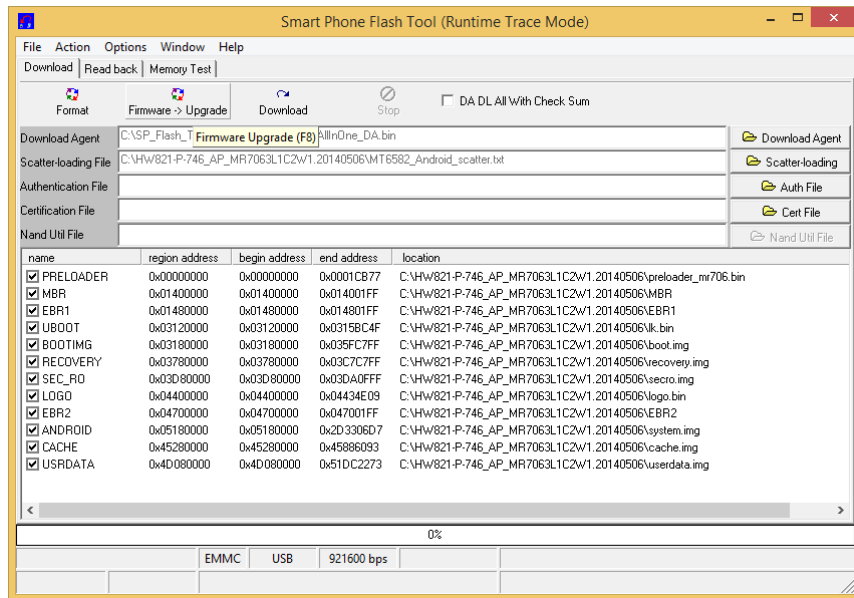 Smart Phone Flash Tool (Runtime Trace Mode)
File Action Options Window Help
Download Read back Memory Test
Format Firmware -> Upgrade Download Stop DA DL All With Check Sum
Download Agent C:\SP_Flash_T Firmware Upgrade (F8) AllInOne_DA.bin Download Agent
Scatter-loading File C:\HW821-P-746_AP_MR7063L1C2W1.20140506\MT6582_Android_scatter.txt Scatter-loading
Authentication File Auth File
Certification File Cert File
Nand Util File Nand Util File
name region address begin address end address location
PRELOADER 0x00000000 0x00000000 0x0001CB77 C:\HW821-P-746_AP_MR7063L1C2W1.20140506\preloader_mr706.bin
MBR 0x01400000 0x01400000 0x014001FF C:\HW821-P-746_AP_MR7063L1C2W1.20140506\MBR
EBR1 0x01480000 0x01480000 0x014801FF C:\HW821-P-746_AP_MR7063L1C2W1.20140506\EBR1
UBOOT 0x03120000 0x03120000 0x0315BC4F C:\HW821-P-746_AP_MR7063L1C2W1.20140506\lk.bin
BOOTIMG 0x03180000 0x03180000 0x035FC7FF C:\HW821-P-746_AP_MR7063L1C2W1.20140506\boot.img
RECOVERY 0x03780000 0x03780000 0x03C7C7FF C:\HW821-P-746_AP_MR7063L1C2W1.20140506\recovery.img
SEC_RO 0x03D80000 0x03D80000 0x03DA0FFF C:\HW821-P-746_AP_MR7063L1C2W1.20140506\secro.img
LOGO 0x04400000 0x04400000 0x04434E09 C:\HW821-P-746_AP_MR7063L1C2W1.20140506\logo.bin
EBR2 0x04700000 0x04700000 0x047001FF C:\HW821-P-746_AP_MR7063L1C2W1.20140506\EBR2
ANDROID 0x05180000 0x05180000 0x2D3306D7 C:\HW821-P-746_AP_MR7063L1C2W1.20140506\system.img
CACHE 0x45280000 0x45280000 0x45886093 C:\HW821-P-746_AP_MR7063L1C2W1.20140506\cache.img
USRDATA 0x4D080000 0x4D080000 0x51DC2273 C:\HW821-P-746_AP_MR7063L1C2W1.20140506\userdata.img
0%
EMMC USB 921600 bps